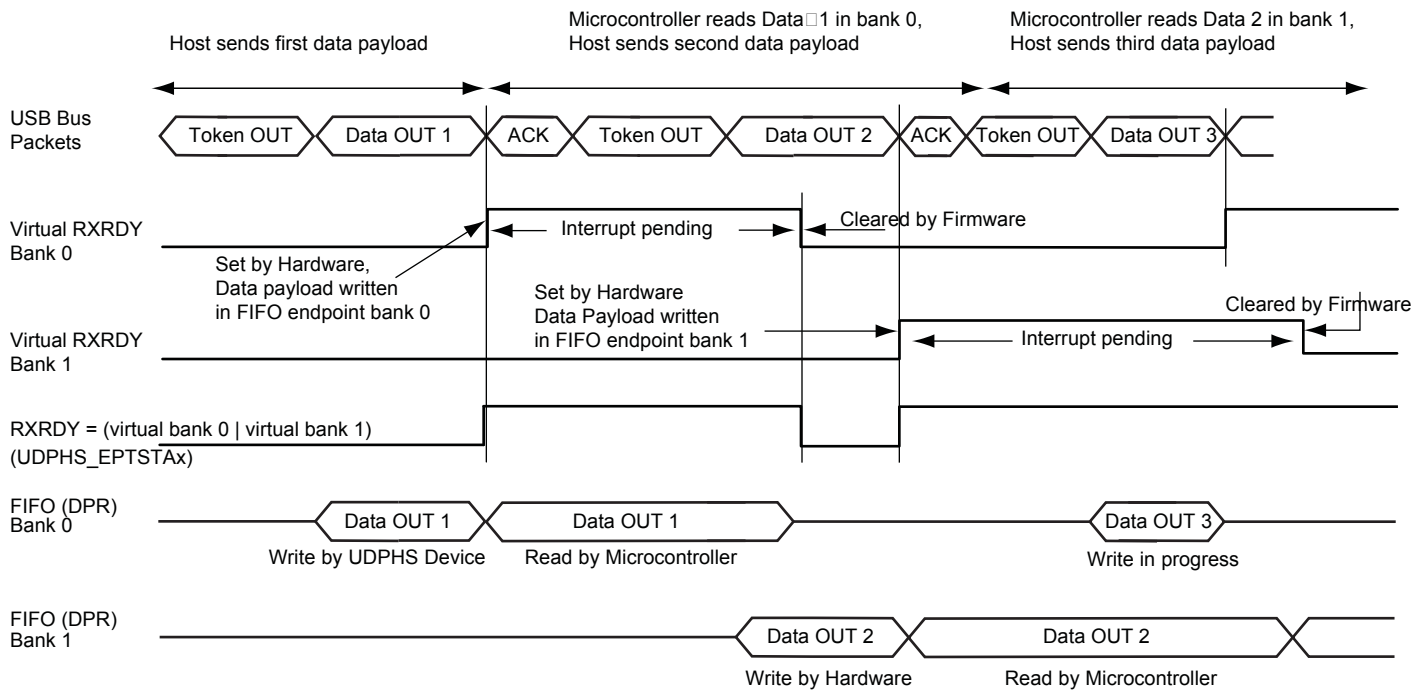 Host sends first data payload
Microcontroller reads Data□1 in bank 0,
Host sends second data payload
Microcontroller reads Data 2 in bank 1,
Host sends third data payload
USB Bus
Packets
Token OUT
Data OUT 1
ACK
Token OUT
Data OUT 2
ACK
Token OUT
Data OUT 3
Virtual RXRDY
Bank 0
Interrupt pending
Cleared by Firmware
Set by Hardware,
Data payload written
in FIFO endpoint bank 0
Set by Hardware
Data Payload written
in FIFO endpoint bank 1
Cleared by Firmware
Virtual RXRDY
Bank 1
Interrupt pending
RXRDY = (virtual bank 0 | virtual bank 1)
(UDPHS_EPTSTAx)
FIFO (DPR)
Bank 0
Data OUT 1
Data OUT 1
Data OUT 3
Write by UDPHS Device
Read by Microcontroller
Write in progress
FIFO (DPR)
Bank 1
Data OUT 2
Data OUT 2
Write by Hardware
Read by Microcontroller